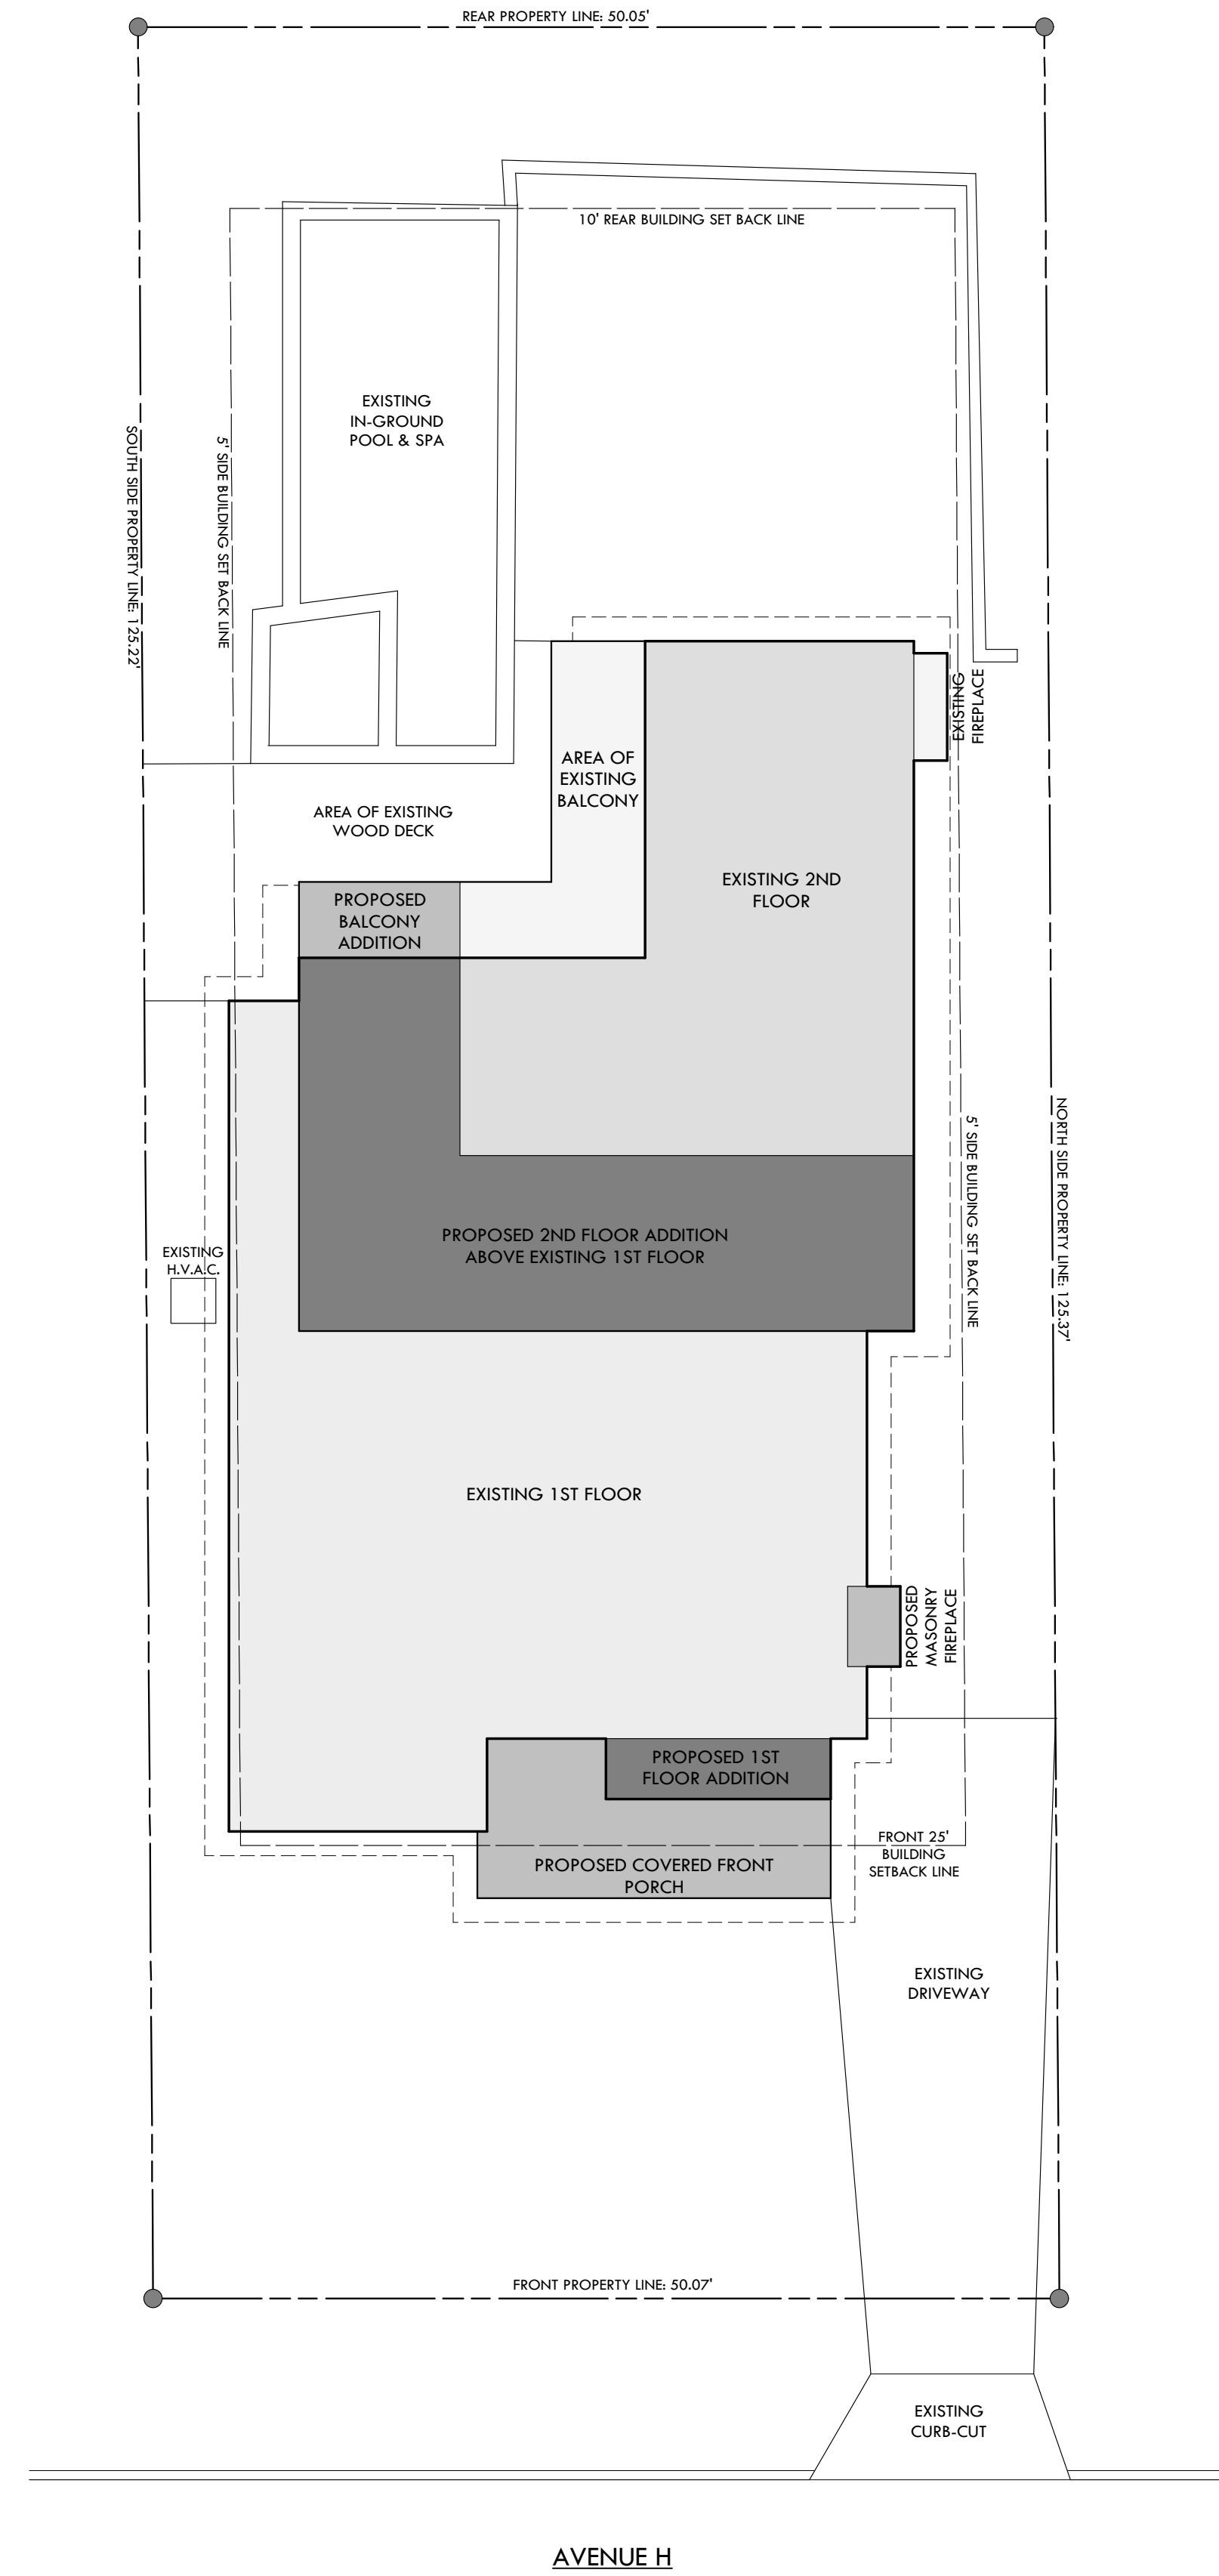 REAR PROPERTY LINE: 50.05'
10' REAR BUILDING SET BACK LINE
EXISTING
IN-GROUND
POOL & SPA
SOUTH SIDE PROPERTY LINE: 125.22'
5' SIDE BUILDING SET BACK LINE
EXISTING
FIREPLACE
AREA OF
EXISTING
BALCONY
AREA OF EXISTING
WOOD DECK
EXISTING 2ND
FLOOR
PROPOSED
BALCONY
ADDITION
NORTH SIDE PROPERTY LINE: 125.37'
5' SIDE BUILDING SET BACK LINE
PROPOSED 2ND FLOOR ADDITION
ABOVE EXISTING 1ST FLOOR
EXISTING
H.V.A.C.
EXISTING 1ST FLOOR
PROPOSED
MASONRY
FIREPLACE
PROPOSED 1ST
FLOOR ADDITION
FRONT 25'
BUILDING
SETBACK LINE
PROPOSED COVERED FRONT
PORCH
EXISTING
DRIVEWAY
FRONT PROPERTY LINE: 50.07'
EXISTING
CURB-CUT
AVENUE H